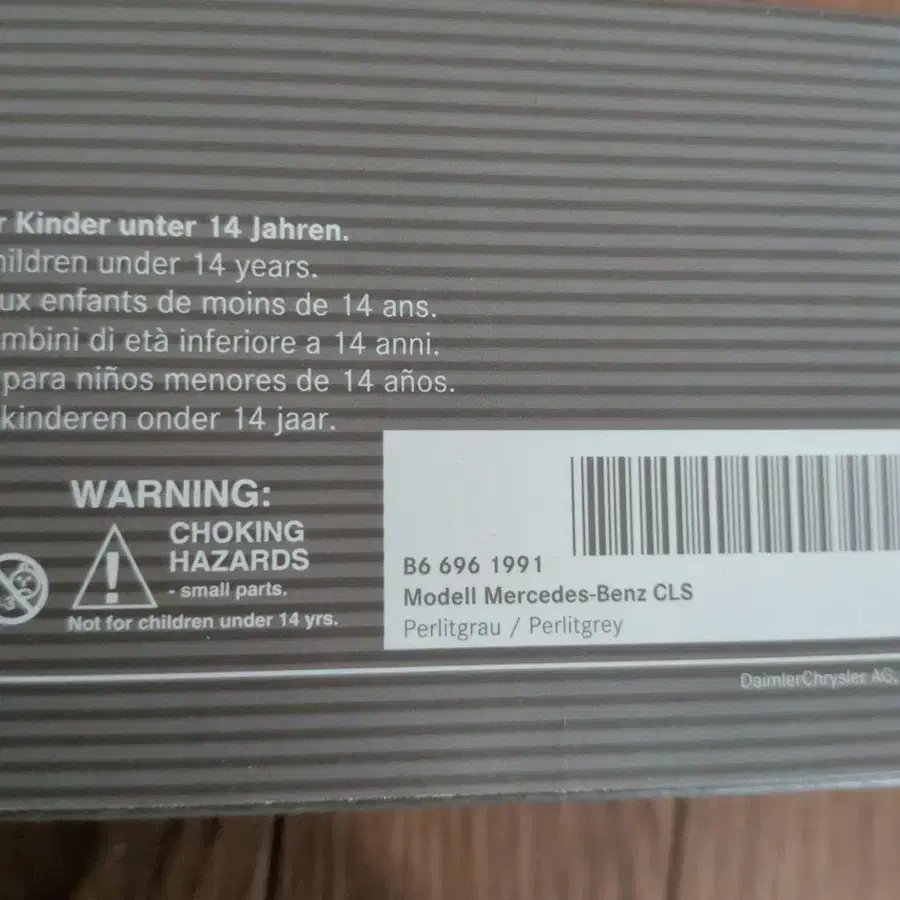 r Kinder unter 14 Jahren.
hildren under 14 years.
ux enfants de moins de 14 ans.
mbini di età inferiore a 14 anni.
para niños menores de 14 años.
kinderen onder 14 jaar.
WARNING:
CHOKING
HAZARDS
- small parts.
Not for children under 14 yrs.
B6 696 1991
Modell Mercedes-Benz CLS
Perlitgrau / Perlitgrey
DaimlerChrysler AG.